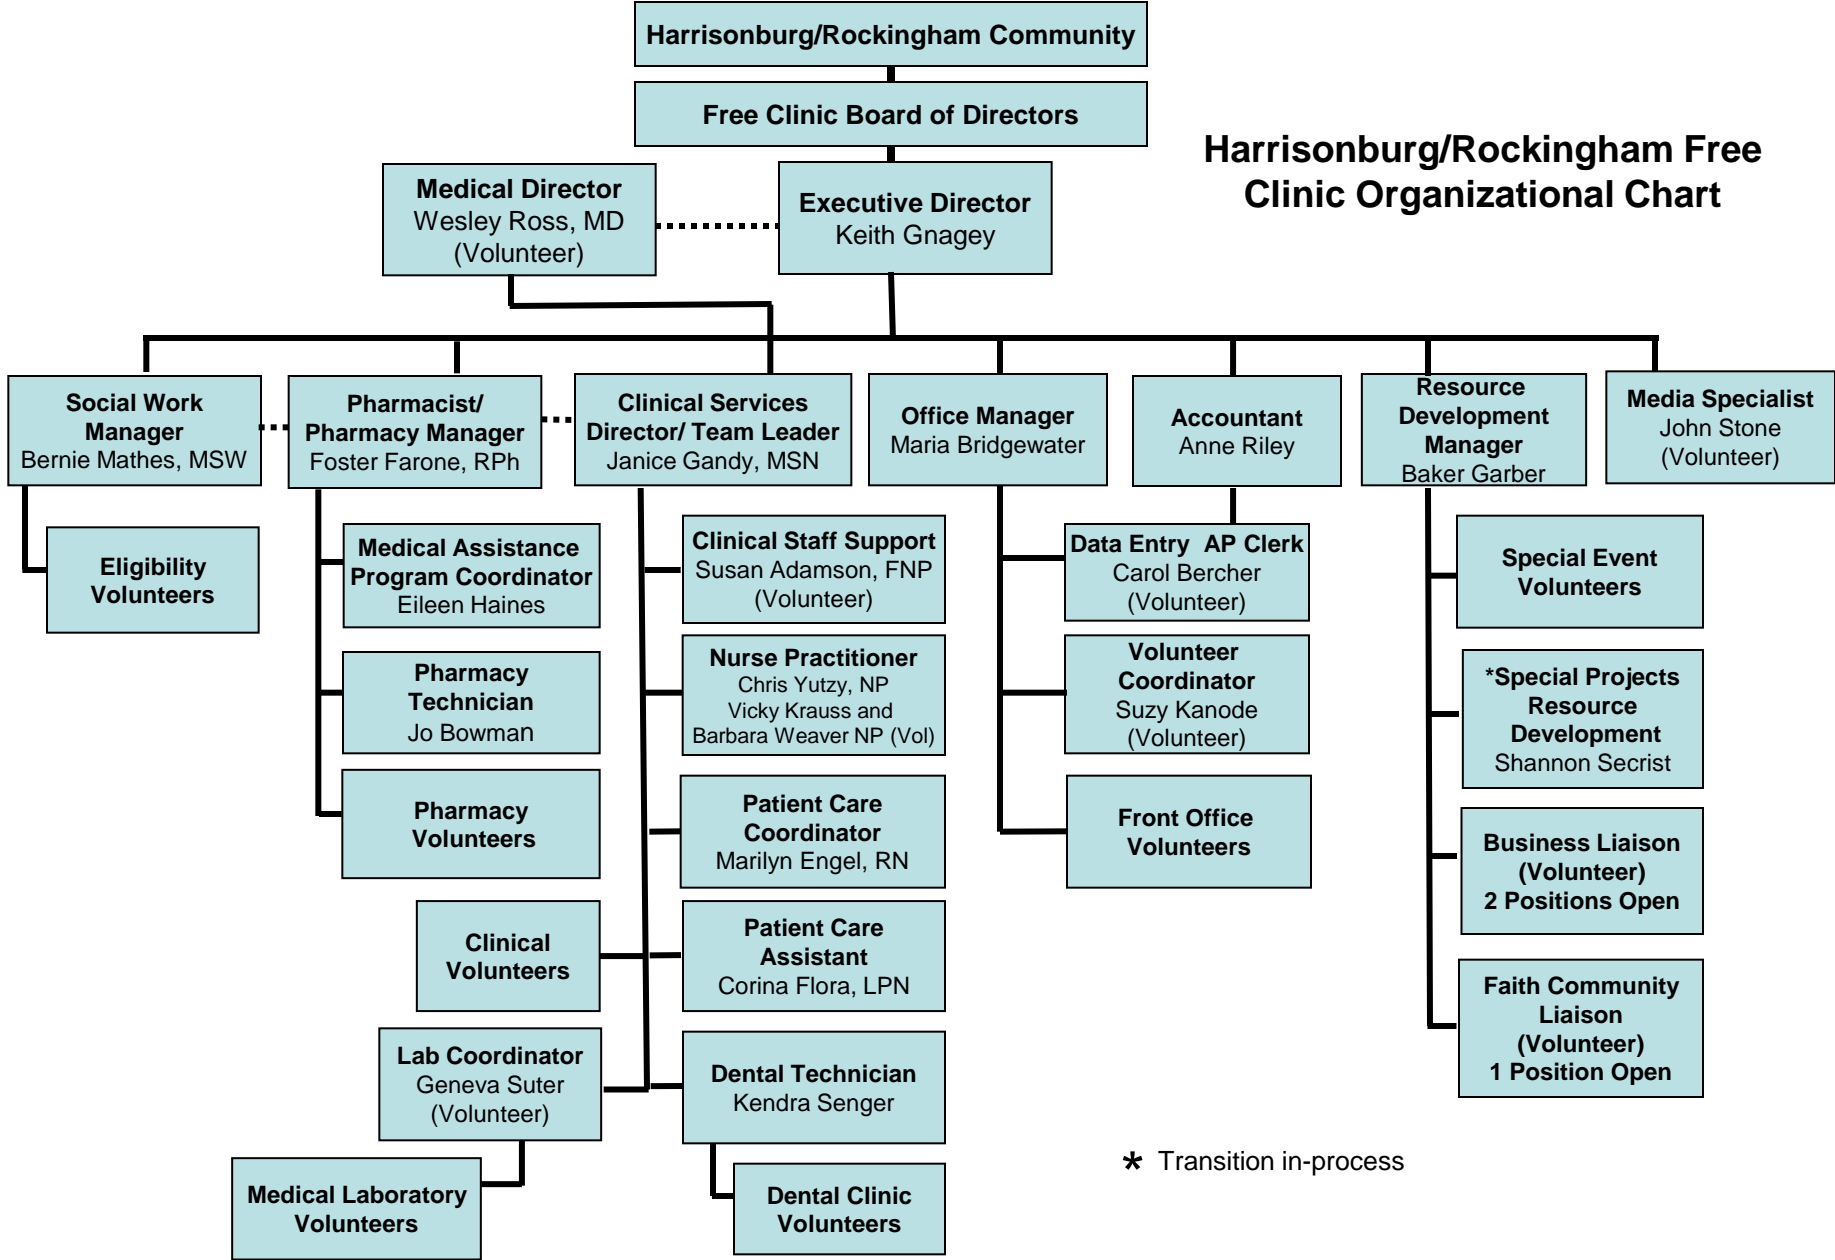 Harrisonburg/Rockingham Community
Free Clinic Board of Directors
Harrisonburg/Rockingham Free
Clinic Organizational Chart
Medical Director
Wesley Ross, MD
(Volunteer)
Executive Director
Keith Gnagey
Social Work
Manager
Bernie Mathes, MSW
Pharmacist/
Pharmacy Manager
Foster Farone, RPh
Clinical Services
Director/ Team Leader
Janice Gandy, MSN
Office Manager
Maria Bridgewater
Accountant
Anne Riley
Resource
Development
Manager
Baker Garber
Media Specialist
John Stone
(Volunteer)
Eligibility
Volunteers
Medical Assistance
Program Coordinator
Eileen Haines
Pharmacy
Technician
Jo Bowman
Pharmacy
Volunteers
Clinical Staff Support
Susan Adamson, FNP
(Volunteer)
Nurse Practitioner
Chris Yutzy, NP
Vicky Krauss and
Barbara Weaver NP (Vol)
Patient Care
Coordinator
Marilyn Engel, RN
Clinical
Volunteers
Patient Care
Assistant
Corina Flora, LPN
Lab Coordinator
Geneva Suter
(Volunteer)
Dental Technician
Kendra Senger
Medical Laboratory
Volunteers
Dental Clinic
Volunteers
Data Entry AP Clerk
Carol Bercher
(Volunteer)
Volunteer
Coordinator
Suzy Kanode
(Volunteer)
Front Office
Volunteers
Special Event
Volunteers
*Special Projects
Resource
Development
Shannon Secrist
Business Liaison
(Volunteer)
2 Positions Open
Faith Community
Liaison
(Volunteer)
1 Position Open
* Transition in-process